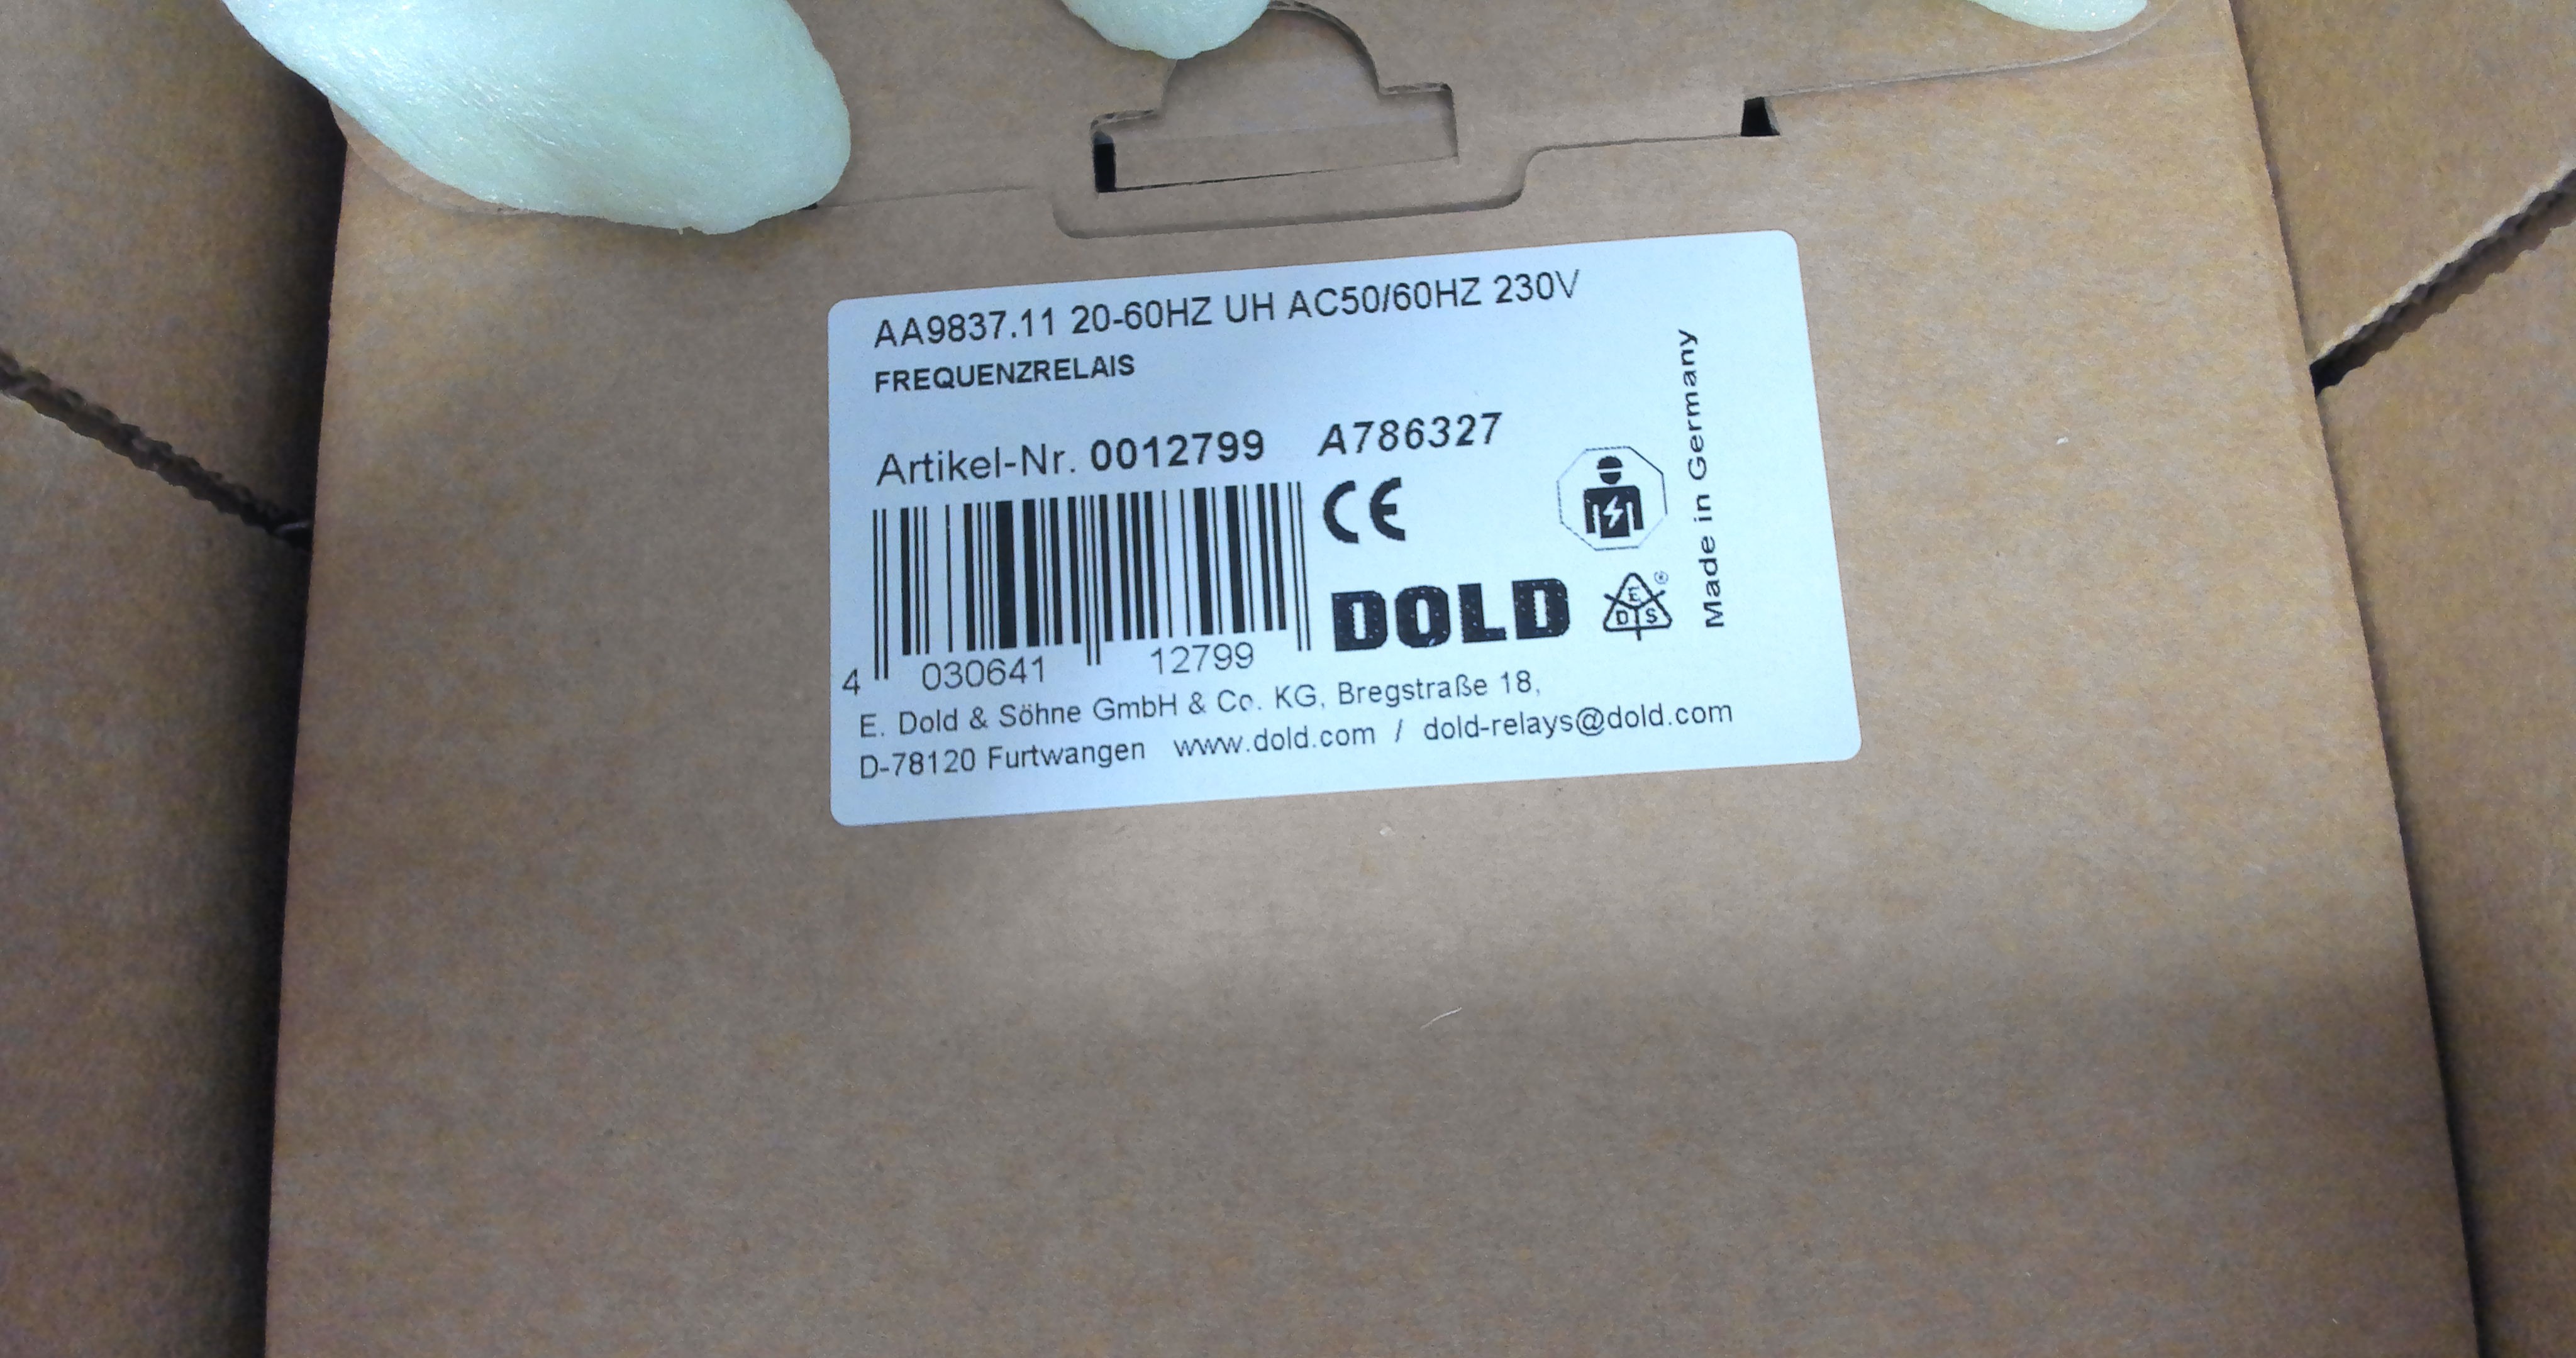 AA9837.11 20-60HZ UH AC50/60HZ 230V
FREQUENZRELAIS
Artikel-Nr. 0012799 A786327
CE
Made in Germany
DOLD
E
D S
®
4 030641 12799
E. Dold & Söhne GmbH & Co. KG, Bregstraße 18,
D-78120 Furtwangen www.dold.com / dold-relays@dold.com